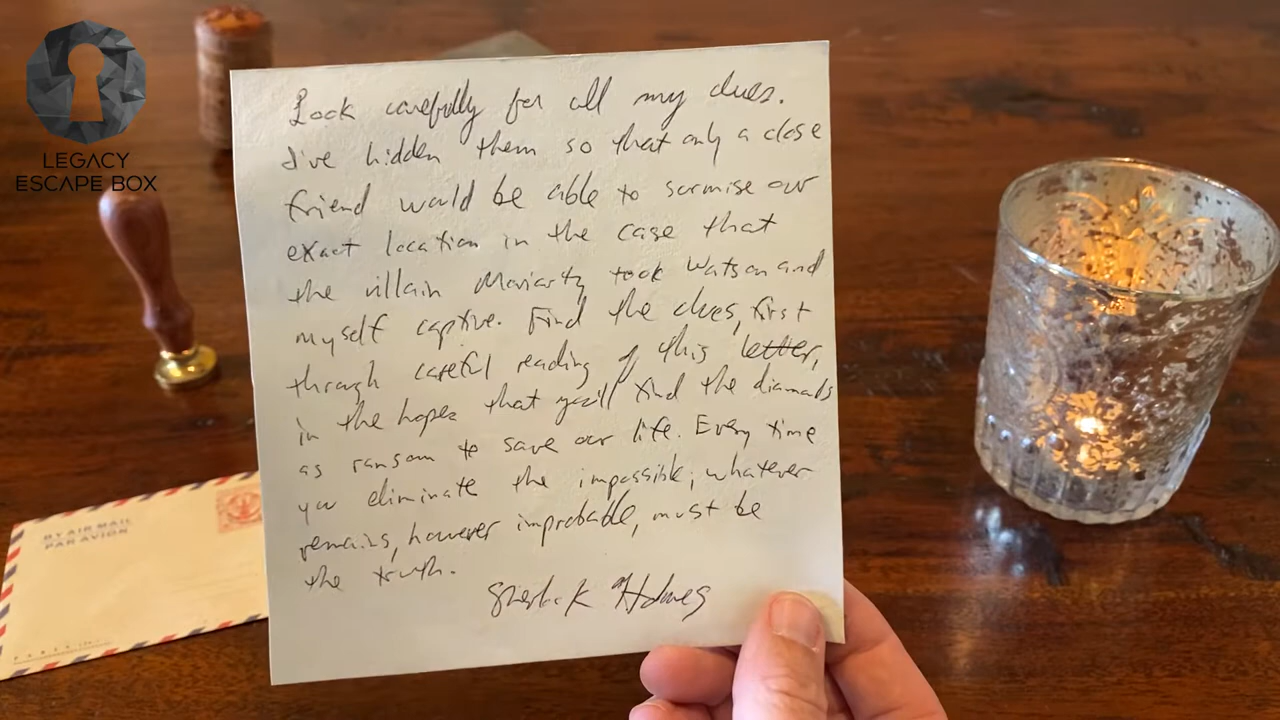 LEGACY
ESCAPE BOX
Look carefully for all my clues.
I've hidden them so that only a close
friend would be able to surmise our
exact location in the case that
the villain Moriarty took Watson and
myself captive. Find the clues, first
through careful reading of this letter,
in the hopes that you'll find the diamonds
as ransom to save our life. Every time
you eliminate the impossible, whatever
remains, however improbable, must be
the truth.
Sherlock Holmes
BY AIR MAIL
PAR AVION